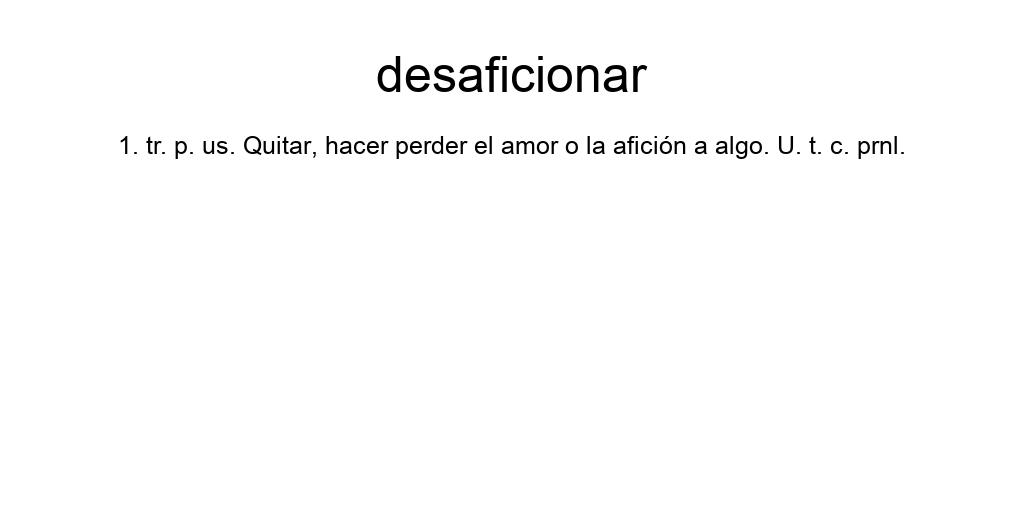 desaficionar
1. tr. p. us. Quitar, hacer perder el amor o la afición a algo. U. t. c. prnl.